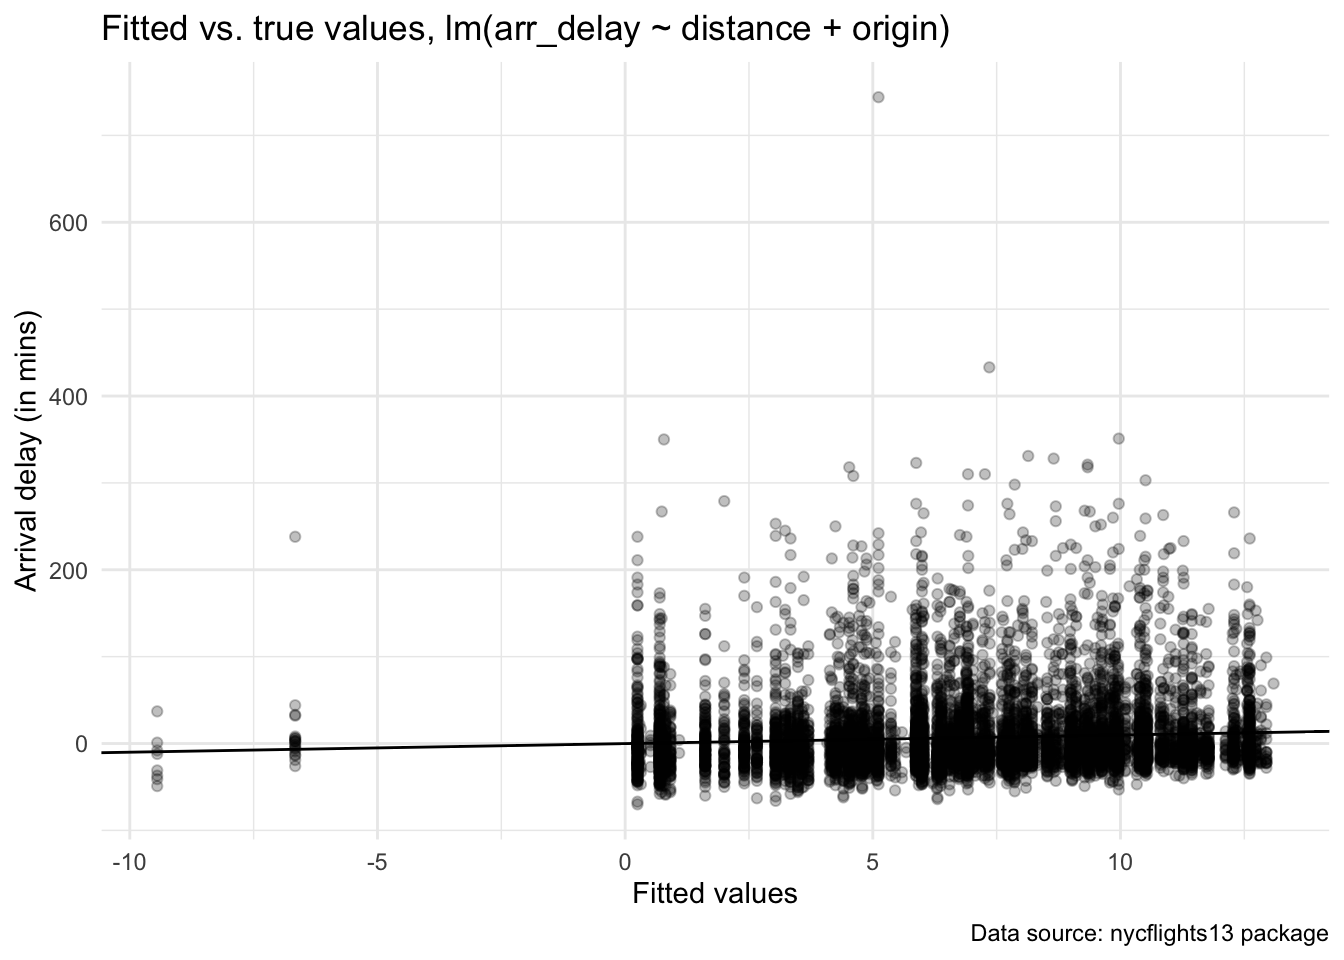 Fitted vs. true values, lm(arr_delay ~ distance + origin)
600
400
200
0
Arrival delay (in mins)
-10 -5 0 5 10
Fitted values
Data source: nycflights13 package